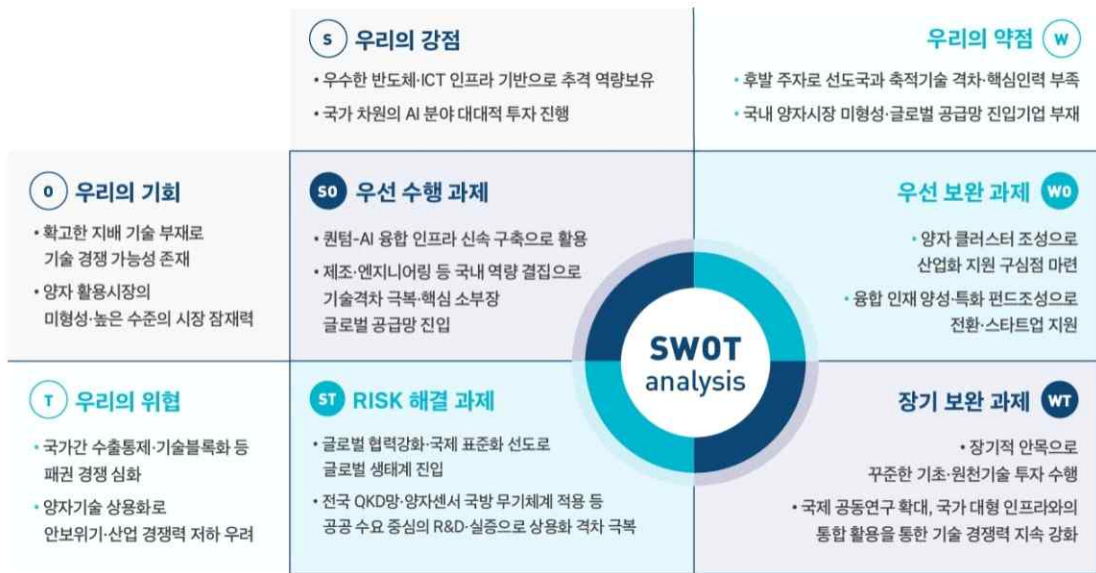 S 우리의 강점
• 우수한 반도체·ICT 인프라 기반으로 추격 역량보유
• 국가 차원의 AI 분야 대대적 투자 진행
우리의 약점 W
• 후발 주자로 선도국과 축적기술 격차·핵심인력 부족
• 국내 양자시장 미형성·글로벌 공급망 진입기업 부재
O 우리의 기회
• 확고한 지배 기술 부재로
기술 경쟁 가능성 존재
• 양자 활용시장의
미형성·높은 수준의 시장 잠재력
SO 우선 수행 과제
• 퀀텀-AI 융합 인프라 신속 구축으로 활용
• 제조·엔지니어링 등 국내 역량 결집으로
기술격차 극복·핵심 소부장
글로벌 공급망 진입
우선 보완 과제 WO
• 양자 클러스터 조성으로
산업화 지원 구심점 마련
• 융합 인재 양성·특화 펀드조성으로
전환·스타트업 지원
SWOT
analysis
T 우리의 위협
• 국가간 수출통제·기술블록화 등
패권 경쟁 심화
• 양자기술 상용화로
안보위기·산업 경쟁력 저하 우려
ST RISK 해결 과제
• 글로벌 협력강화·국제 표준화 선도로
글로벌 생태계 진입
• 전국 QKD망·양자센서 국방 무기체계 적용 등
공공 수요 중심의 R&D·실증으로 상용화 격차 극복
장기 보완 과제 WT
• 장기적 안목으로
꾸준한 기초·원천기술 투자 수행
• 국제 공동연구 확대, 국가 대형 인프라와의
통합 활용을 통한 기술 경쟁력 지속 강화